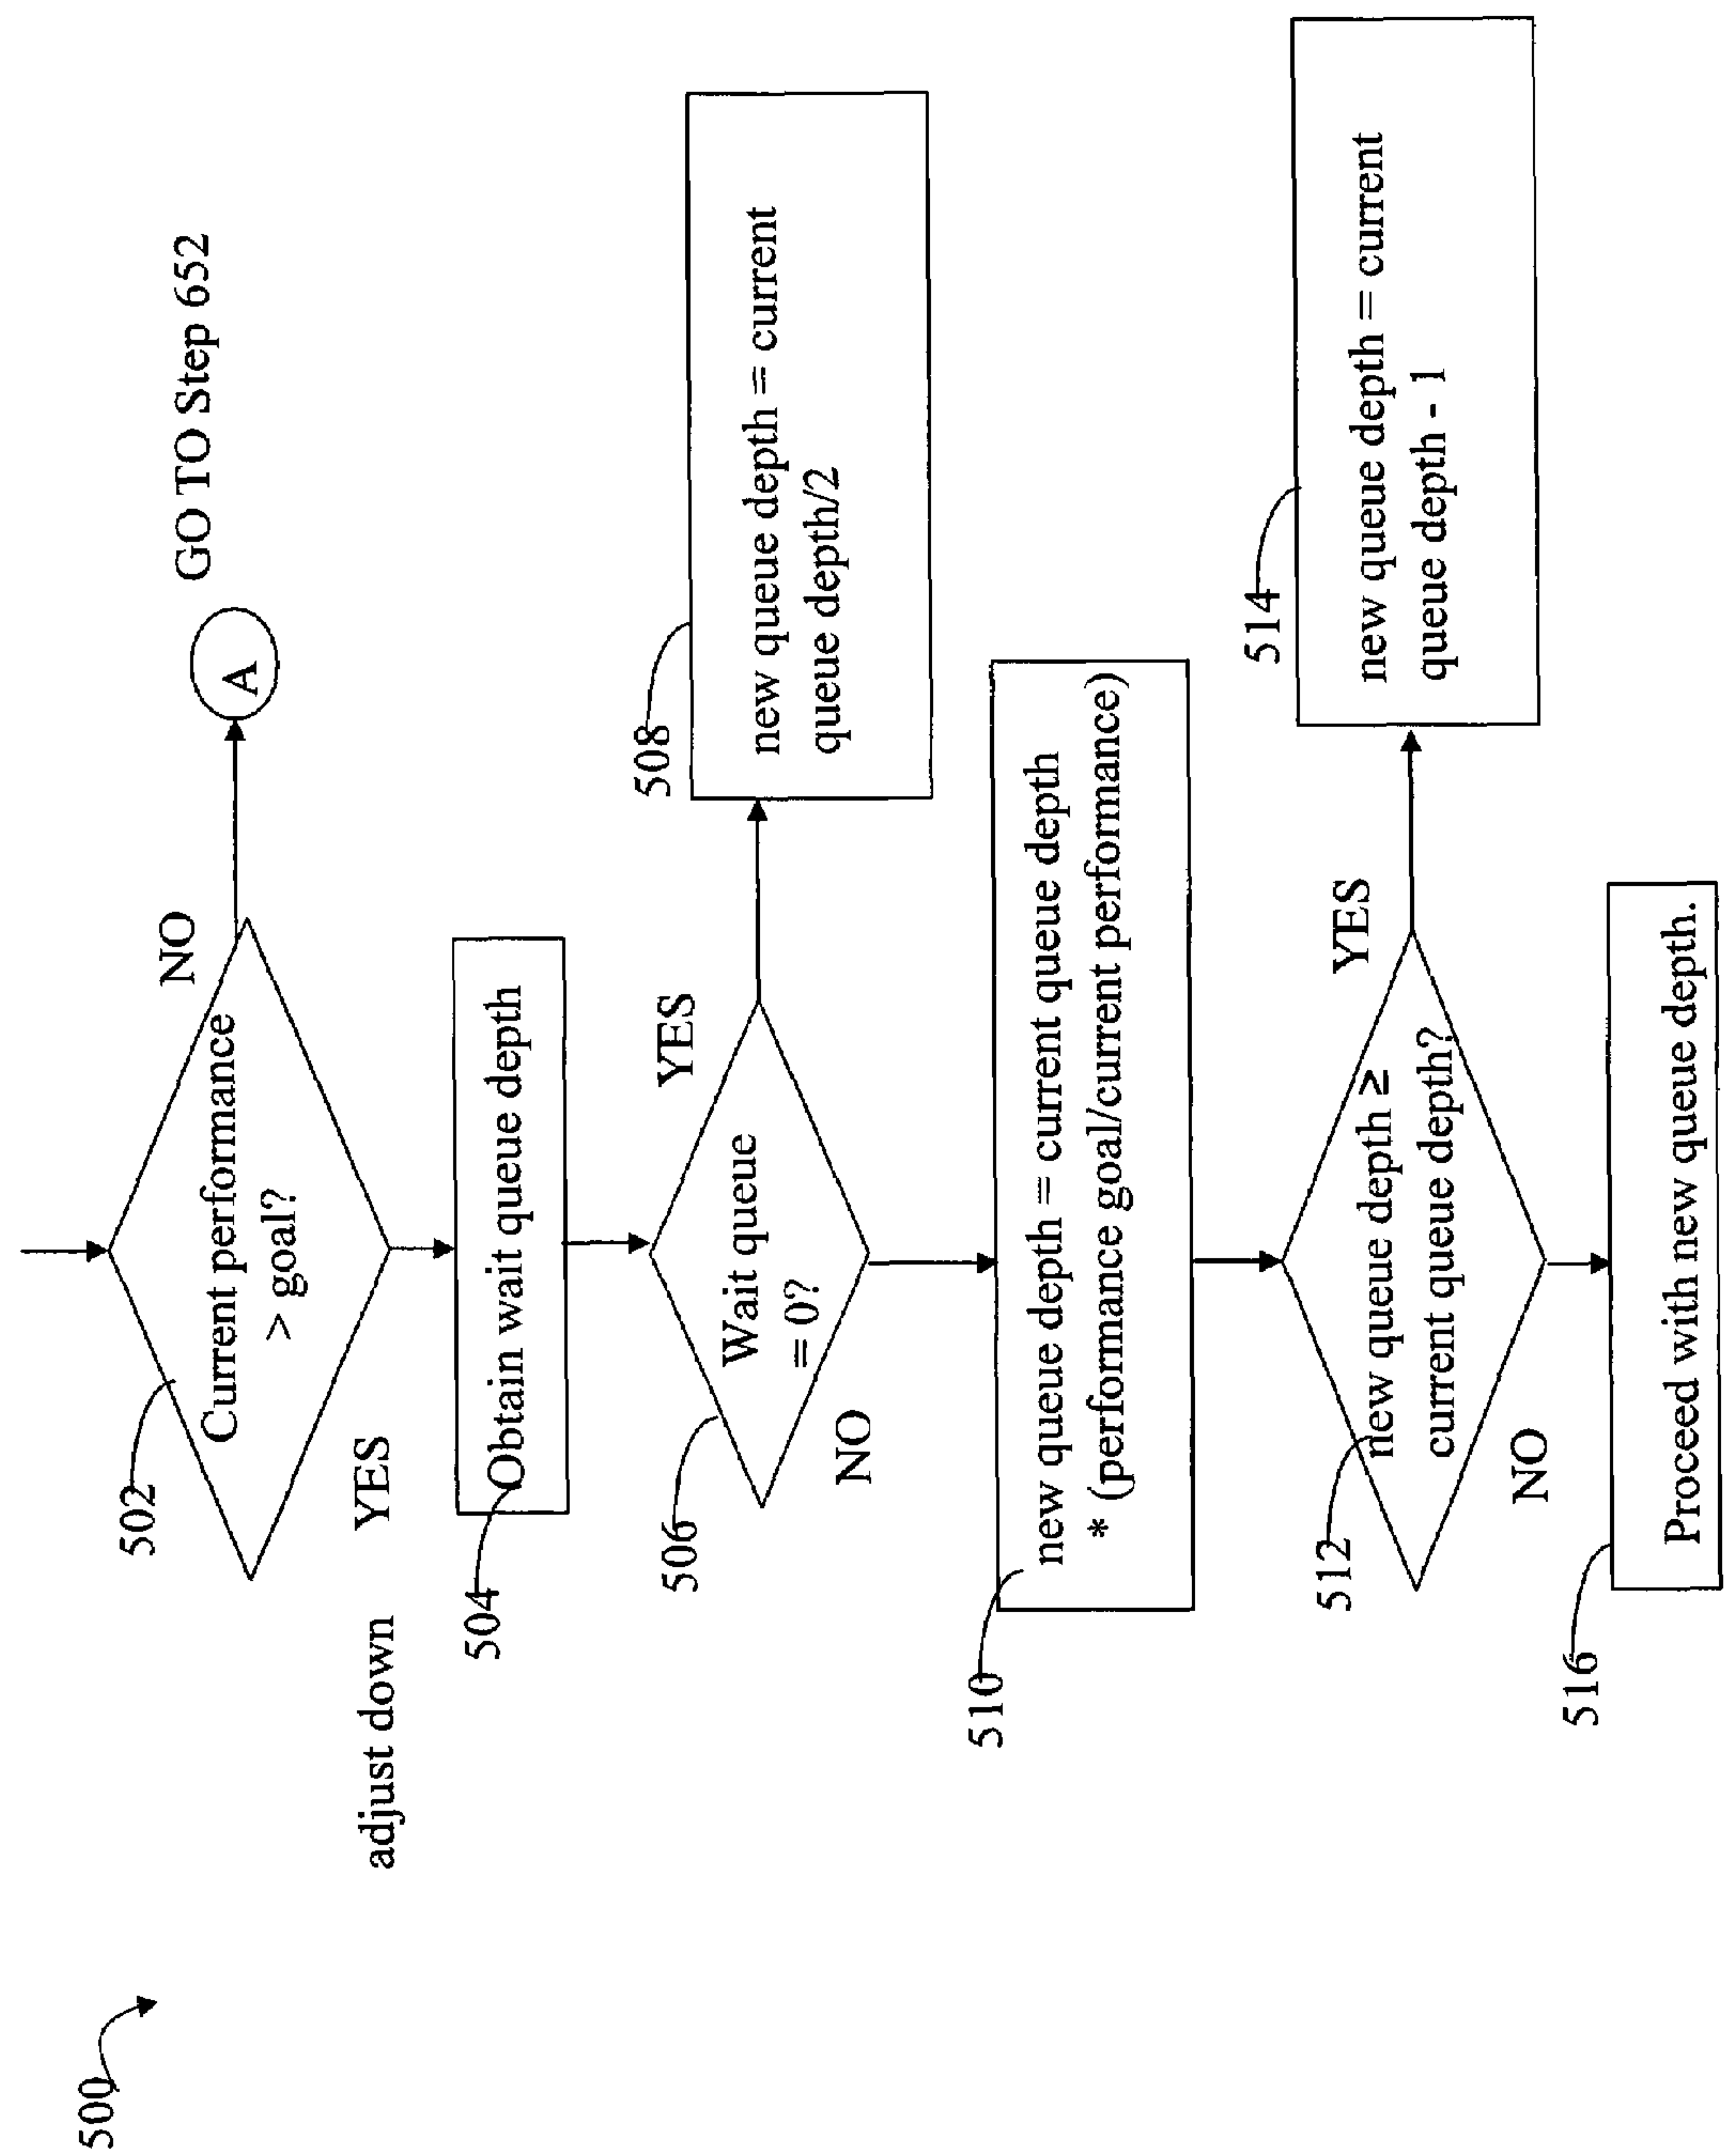 500
502
Current performance
> goal?
NO
A
GO TO Step 652
YES
adjust down
504
Obtain wait queue depth
506
Wait queue
= 0?
YES
508
new queue depth = current
queue depth/2
NO
510
new queue depth = current queue depth
* (performance goal/current performance)
512
new queue depth ≥
current queue depth?
YES
514
new queue depth = current
queue depth - 1
NO
516
Proceed with new queue depth.